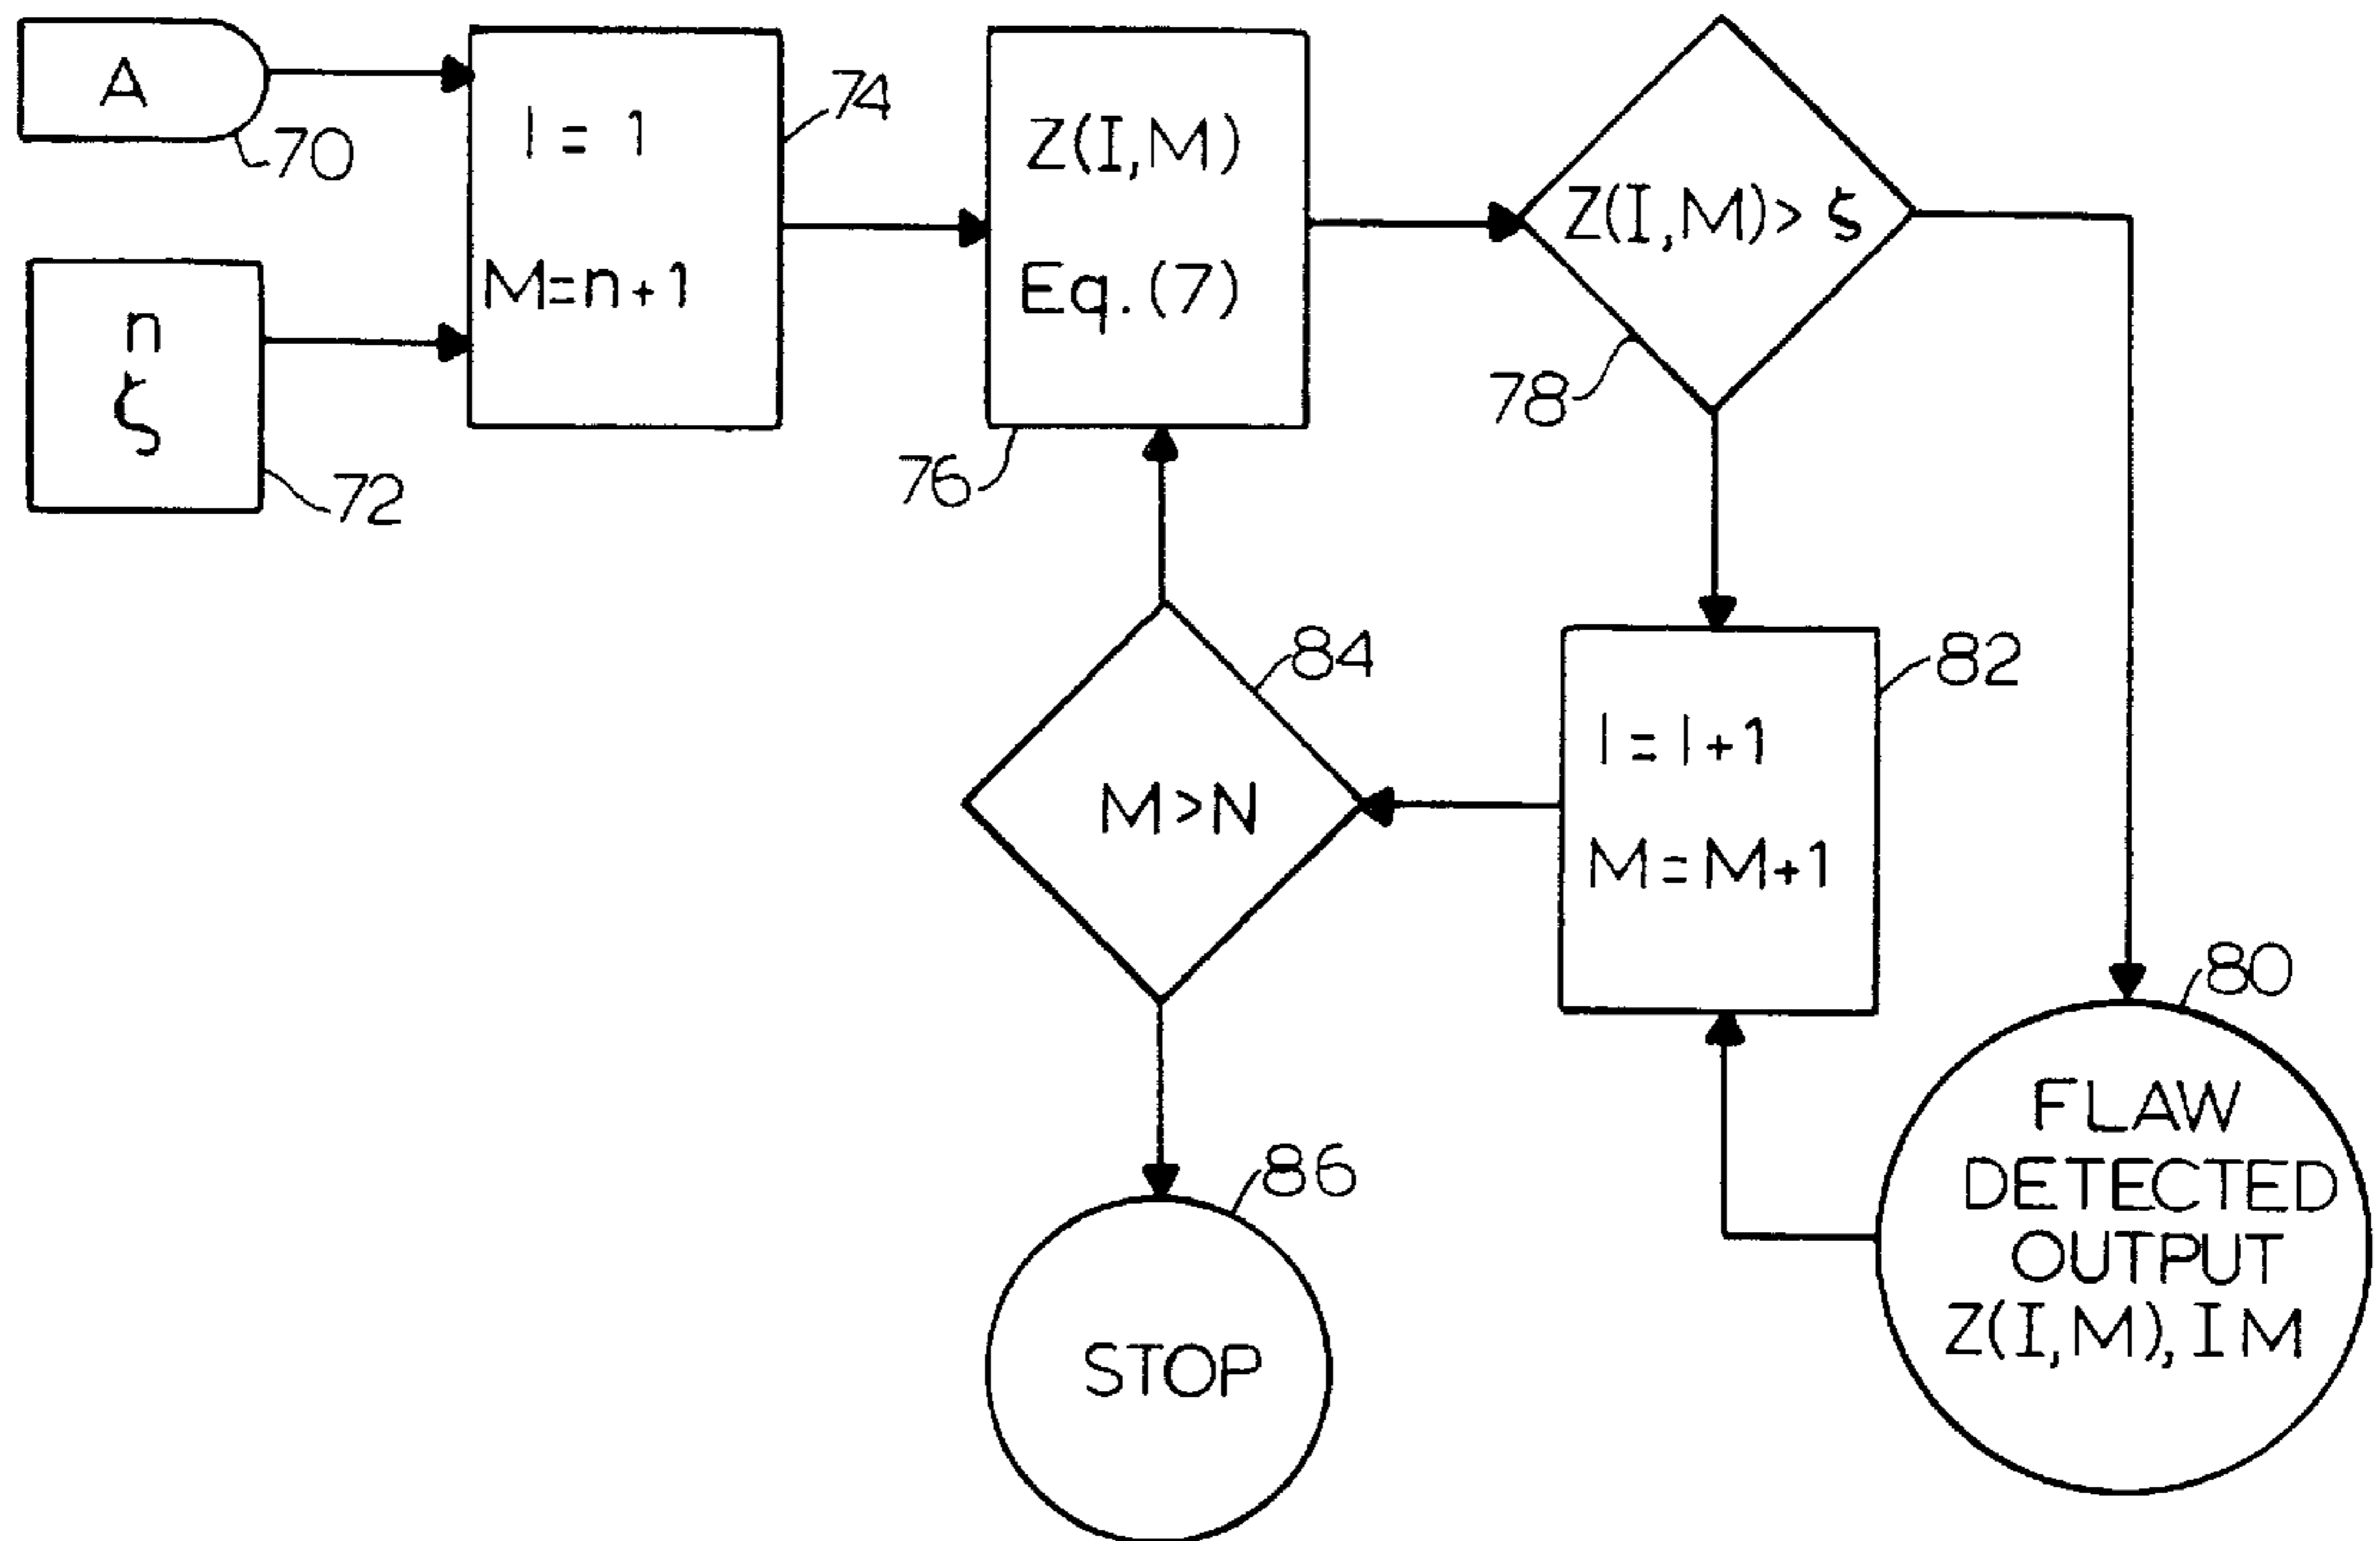 A
70
n
ζ
72
I = 1
M=n+1
74
Z(I,M)
Eq.(7)
76
Z(I,M)> ζ
78
I=I+1
M=M+1
82
M>N
84
FLAW
DETECTED
OUTPUT
Z(I,M),IM
80
STOP
86